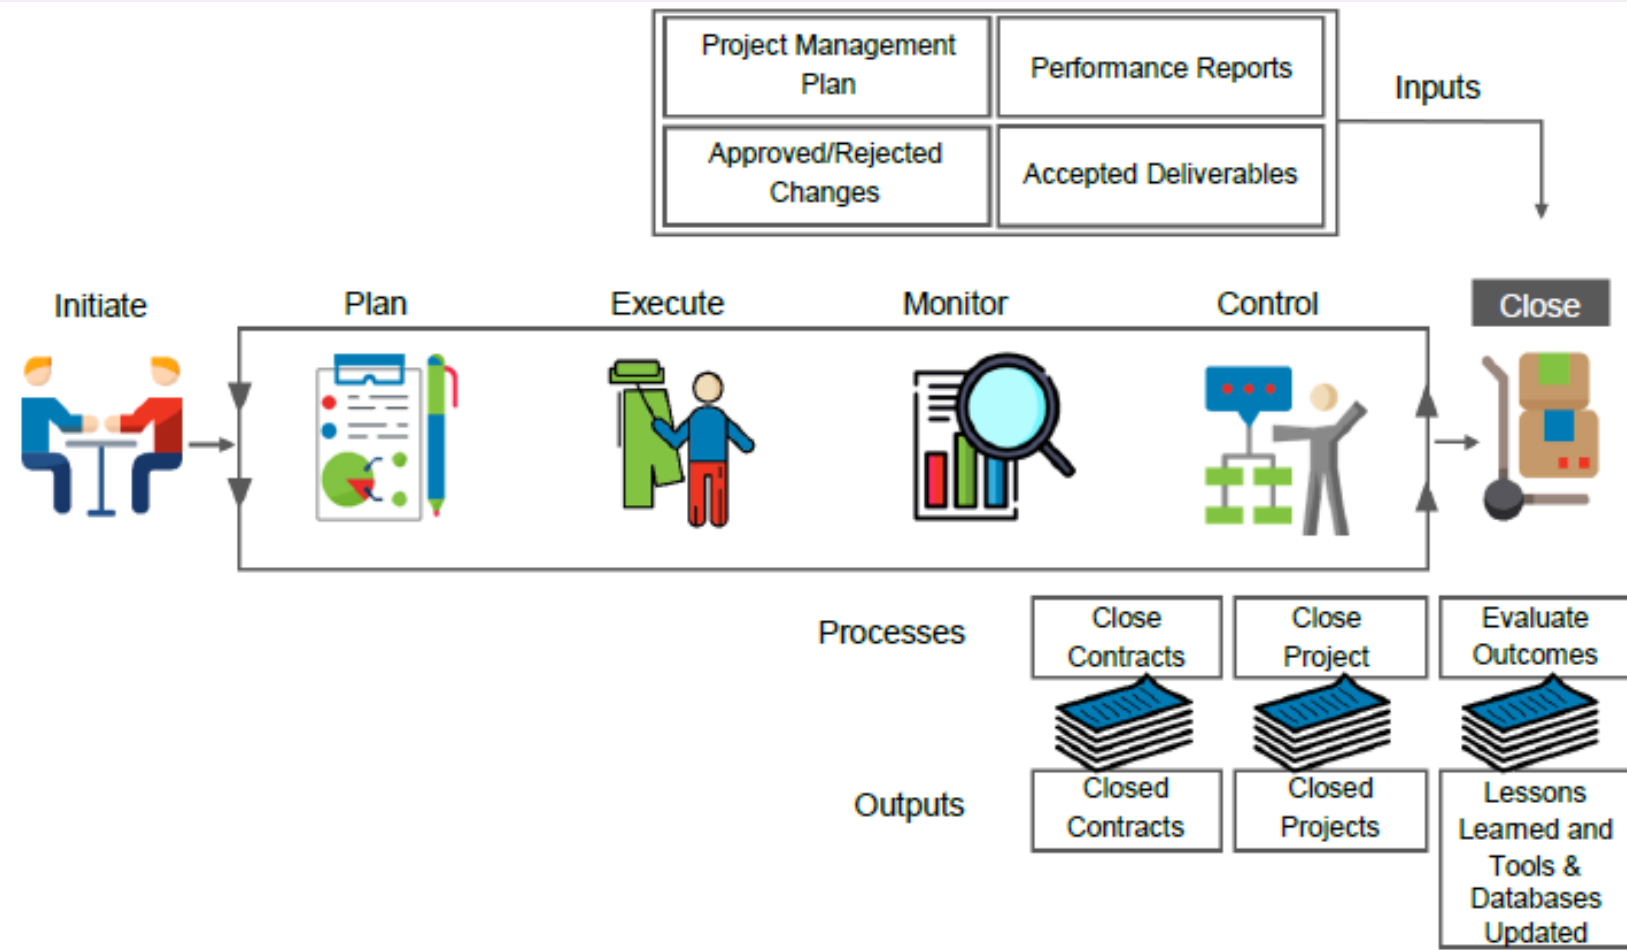 Project Management
Plan
Performance Reports
Inputs
Approved/Rejected
Changes
Accepted Deliverables
Initiate
Plan
Execute
Monitor
Control
Close
Processes
Close
Contracts
Close
Project
Evaluate
Outcomes
Outputs
Closed
Contracts
Closed
Projects
Lessons
Learned and
Tools &
Databases
Updated